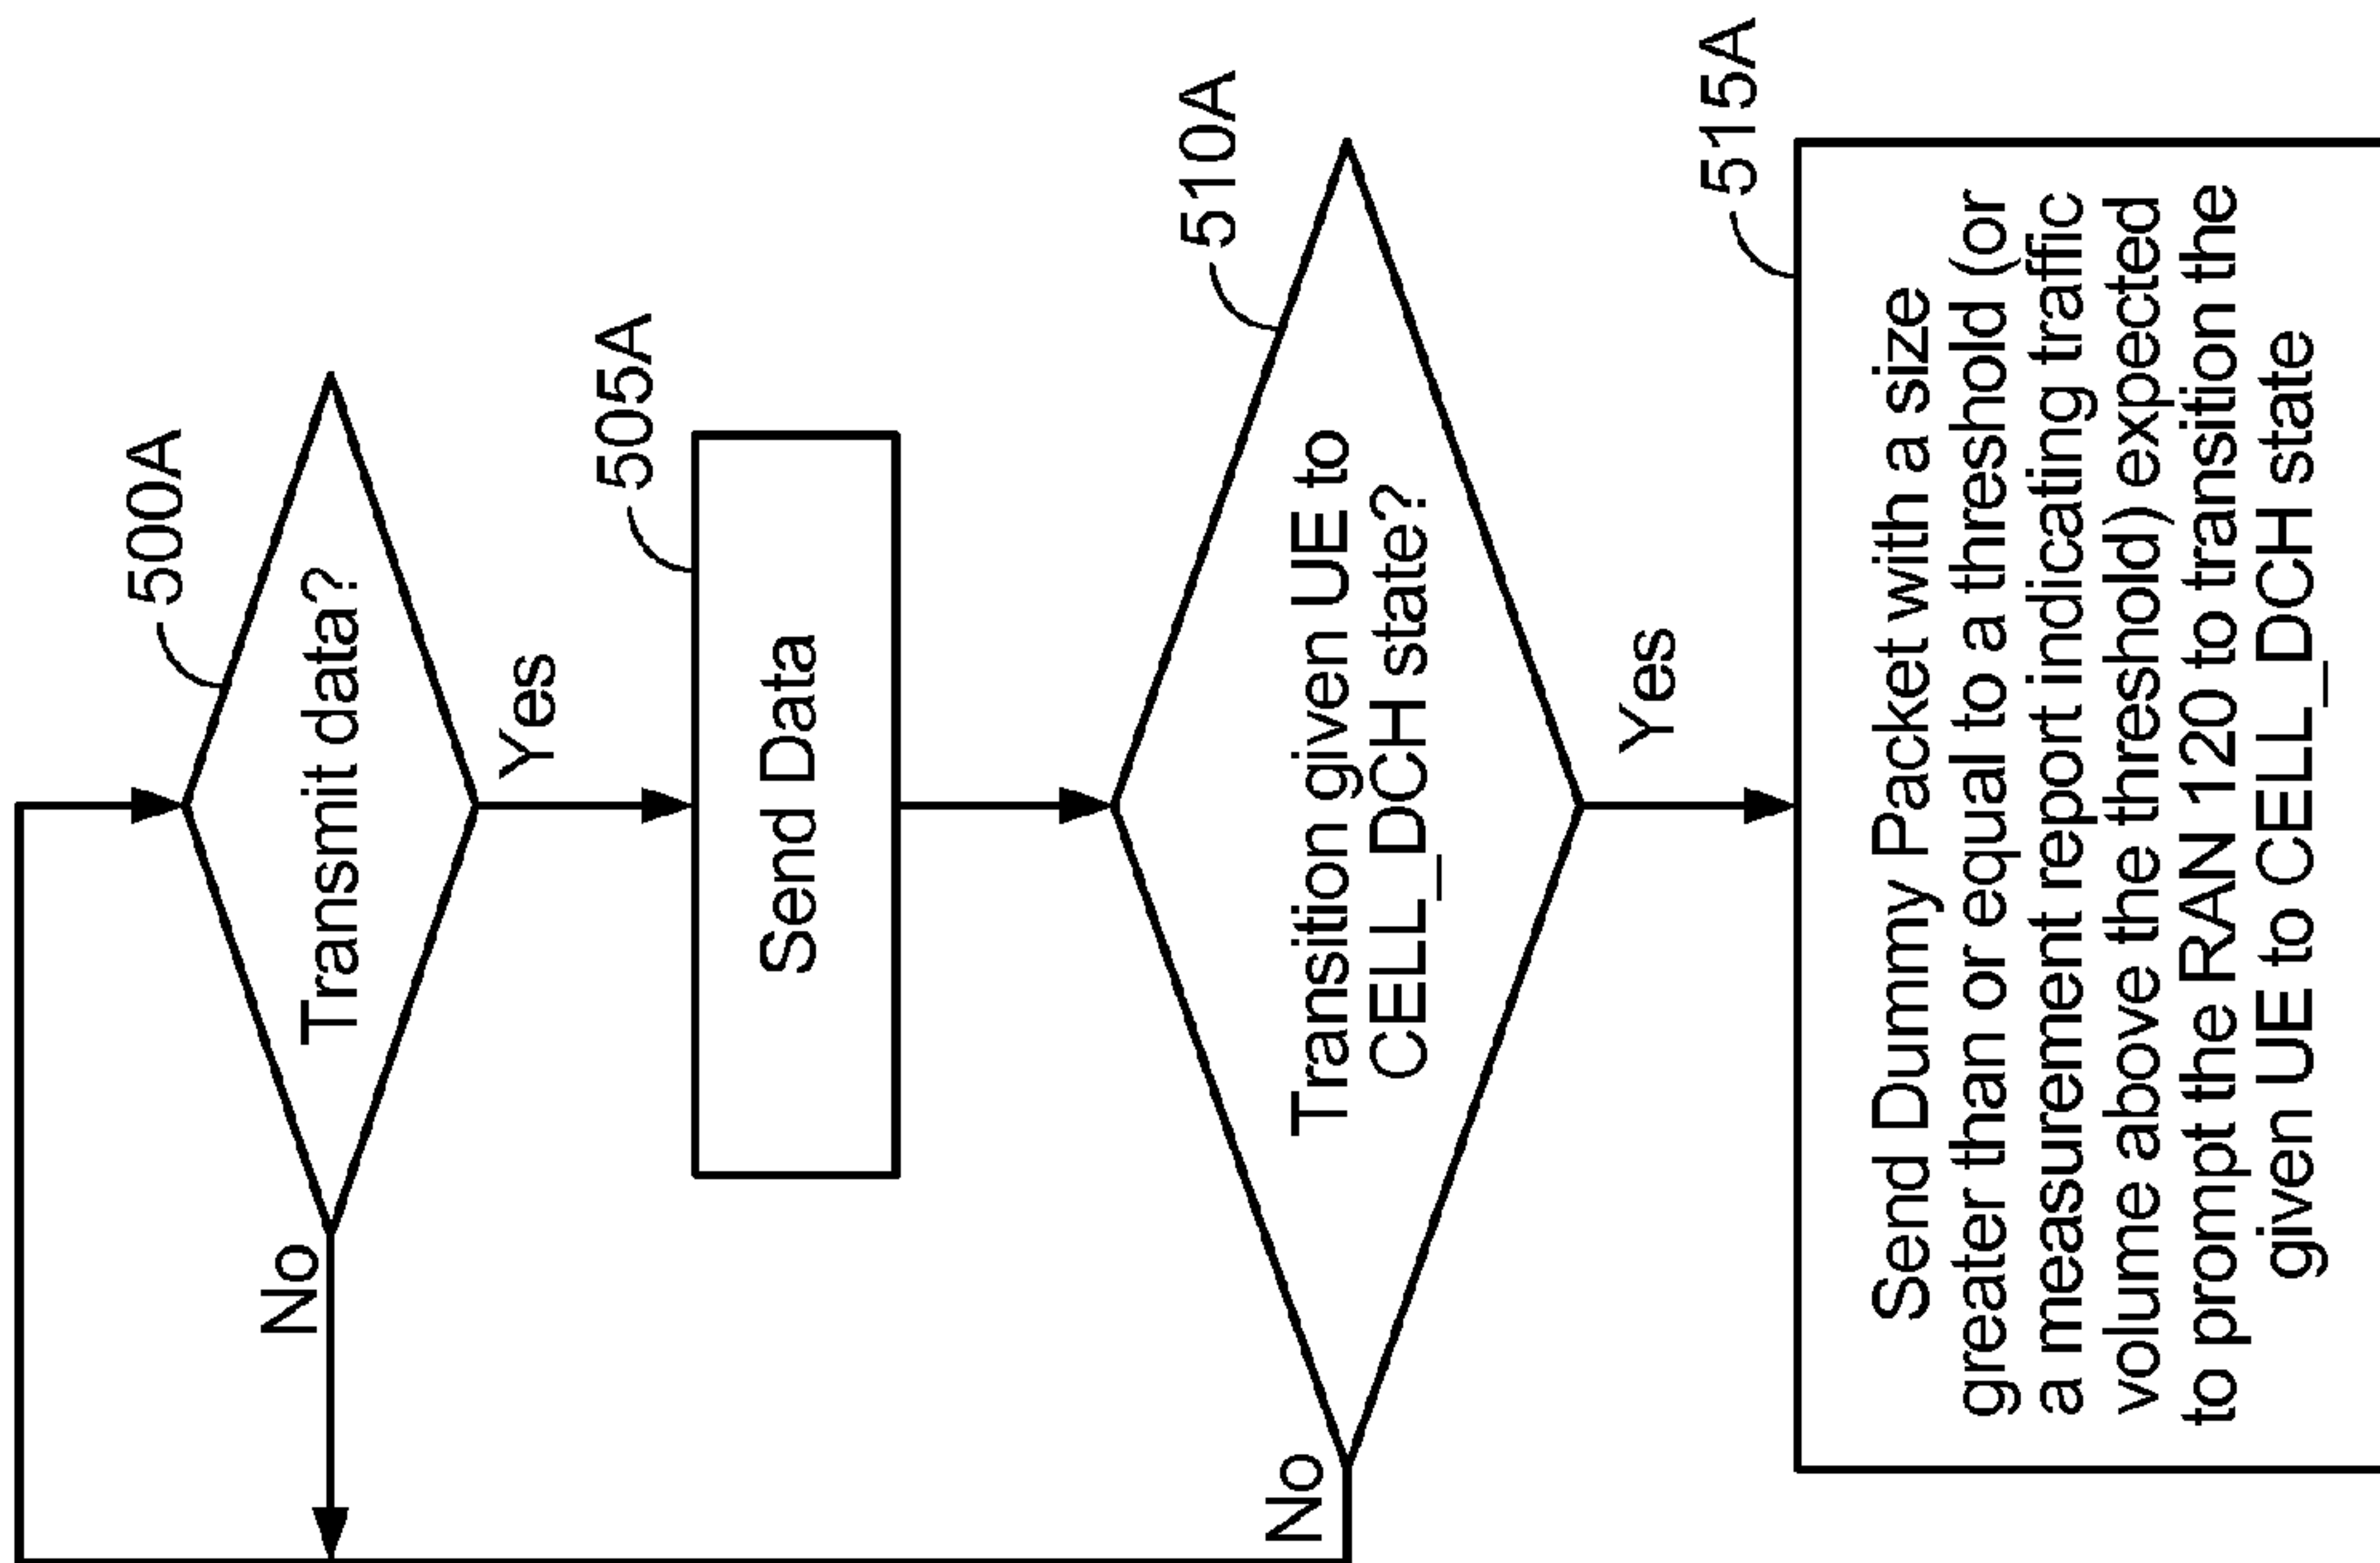 500A
Transmit data?
No
Yes
505A
Send Data
510A
Transition given UE to
CELL_DCH state?
No
Yes
515A
Send Dummy Packet with a size
greater than or equal to a threshold (or
a measurement report indicating traffic
volume above the threshold) expected
to prompt the RAN 120 to transition the
given UE to CELL_DCH state